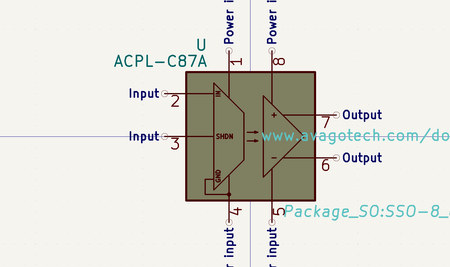 Power i
Power i
U
ACPL-C87A
1
8
Input
2
IN
+
7
Output
Input
3
SHDN
www.avagotech.com/do
−
6
Output
GND
4
5
Package_SO:SSO-8_
r input
r input